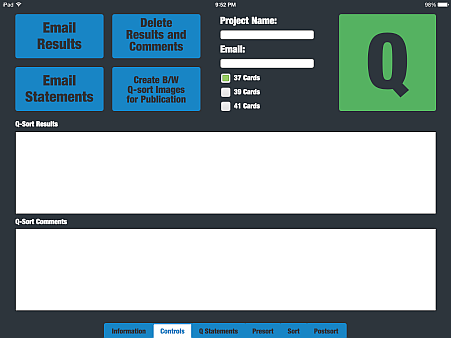 iPad 9:52 PM 98%
Email
Results
Delete
Results and
Comments
Project Name:
Email:
Q
Email
Statements
Create B/W
Q-sort Images
for Publication
37 Cards
39 Cards
41 Cards
Q-Sort Results
Q-Sort Comments
Information Controls Q Statements Presort Sort Postsort